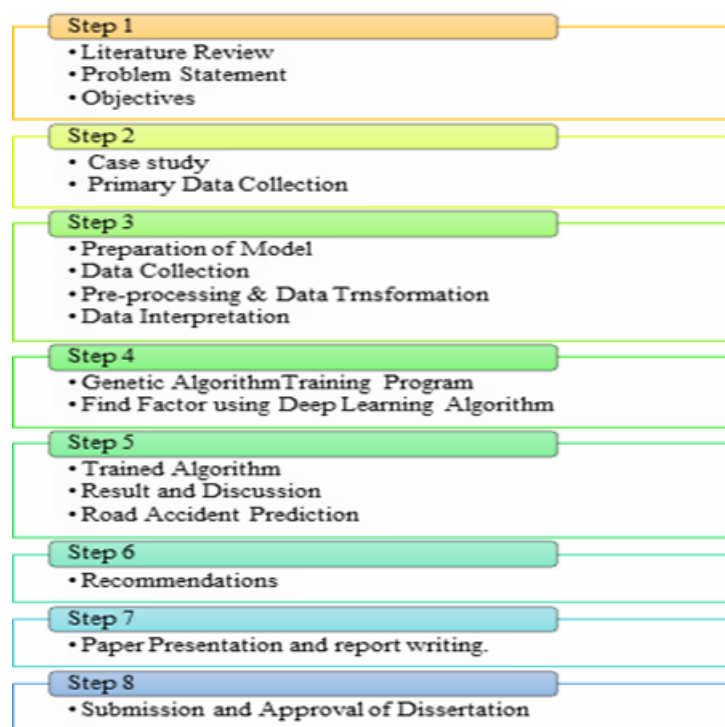 Step 1
• Literature Review
• Problem Statement
• Objectives
Step 2
• Case study
• Primary Data Collection
Step 3
• Preparation of Model
• Data Collection
• Pre-processing & Data Trnsformation
• Data Interpretation
Step 4
• Genetic AlgorithmTraining Program
• Find Factor using Deep Learning Algorithm
Step 5
• Trained Algorithm
• Result and Discussion
• Road Accident Prediction
Step 6
• Recommendations
Step 7
• Paper Presentation and report writing.
Step 8
• Submission and Approval of Dissertation